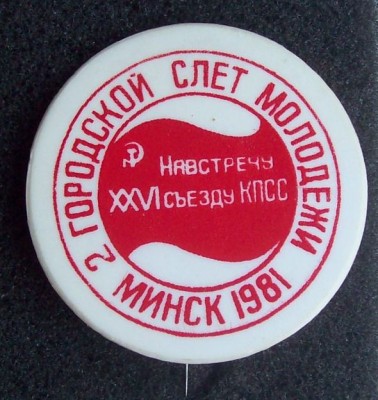 2 ГОРОДСКОЙ СЛЕТ МОЛОДЕЖИ
НАВСТРЕЧУ
XXVI СЪЕЗДУ КПСС
МИНСК 1981